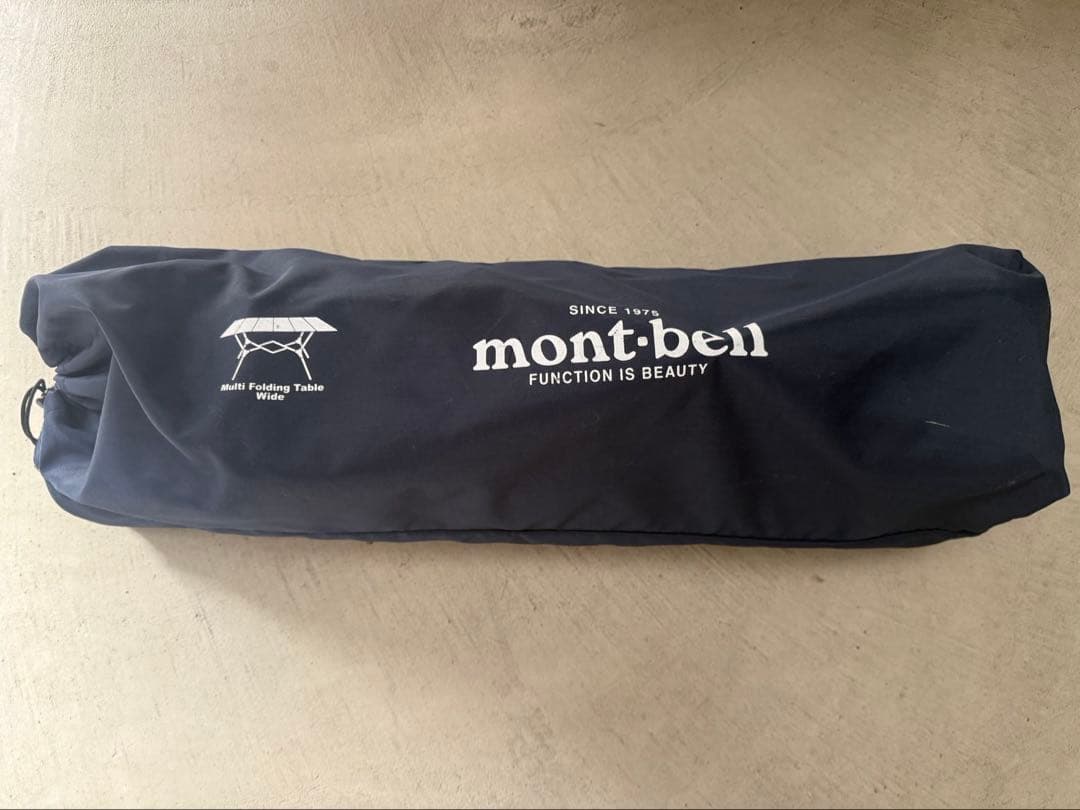 SINCE 1975
mont·bell
FUNCTION IS BEAUTY
Multi Folding Table
Wide